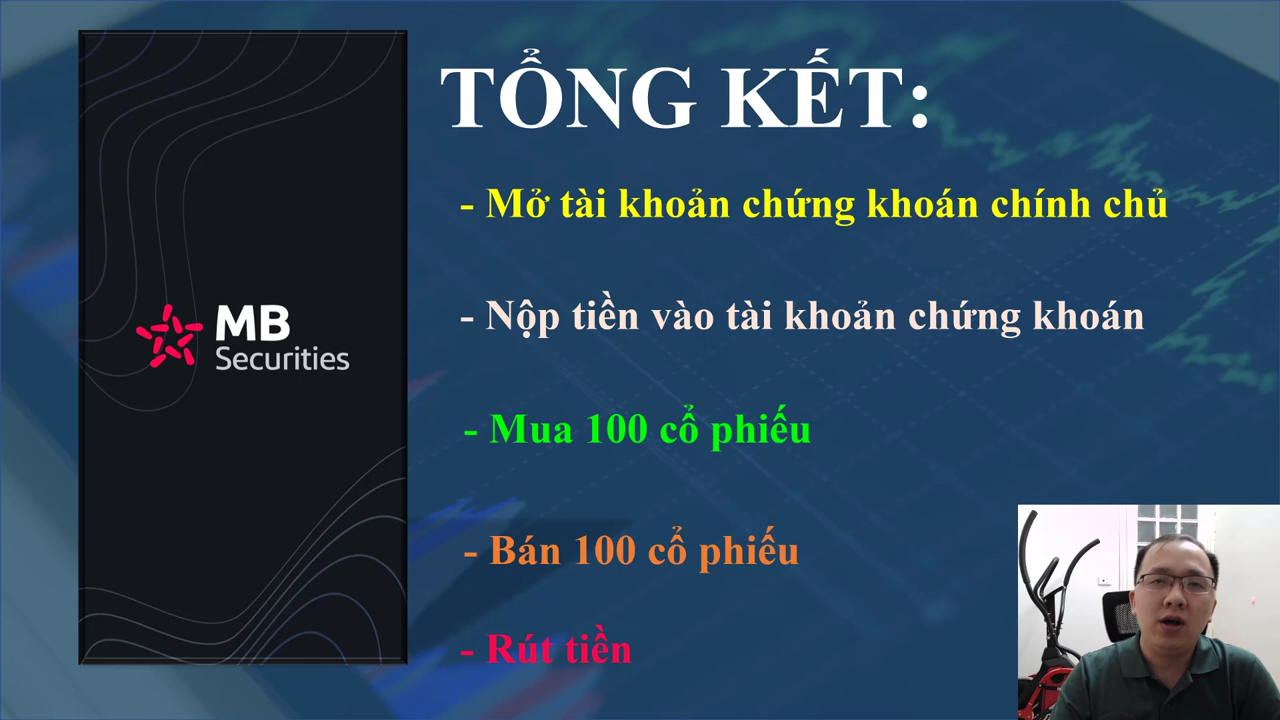 MB
Securities
TỔNG KẾT:
- Mở tài khoản chứng khoán chính chủ
- Nộp tiền vào tài khoản chứng khoán
- Mua 100 cổ phiếu
- Bán 100 cổ phiếu
- Rút tiền